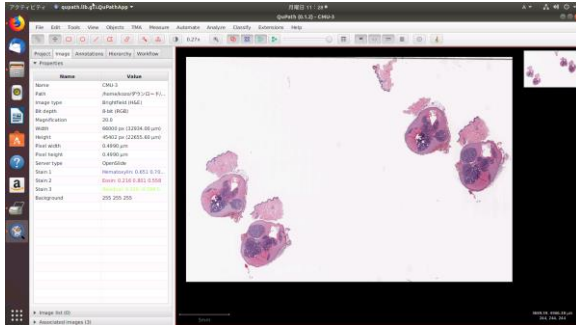 アクティビティ qupath.lib.gui.QuPathApp 月曜日 11 : 29
QuPath (0.1.2) - CMU-3
File Edit Tools View Objects TMA Measure Automate Analyze Classify Extensions Help
0.27x
Project Image Annotations Hierarchy Workflow
Properties
Name Value
Name CMU-3
Path
Image type Brightfield (H&E)
Bit depth 8-bit (RGB)
Magnification 20.0
Width
Height
Pixel width 0.4990 µm
Pixel height 0.4990 µm
Server type OpenSlide
Stain 1
Stain 2
Stain 3
Background 255 255 255
Image list (0)
Associated images (3)
5mm